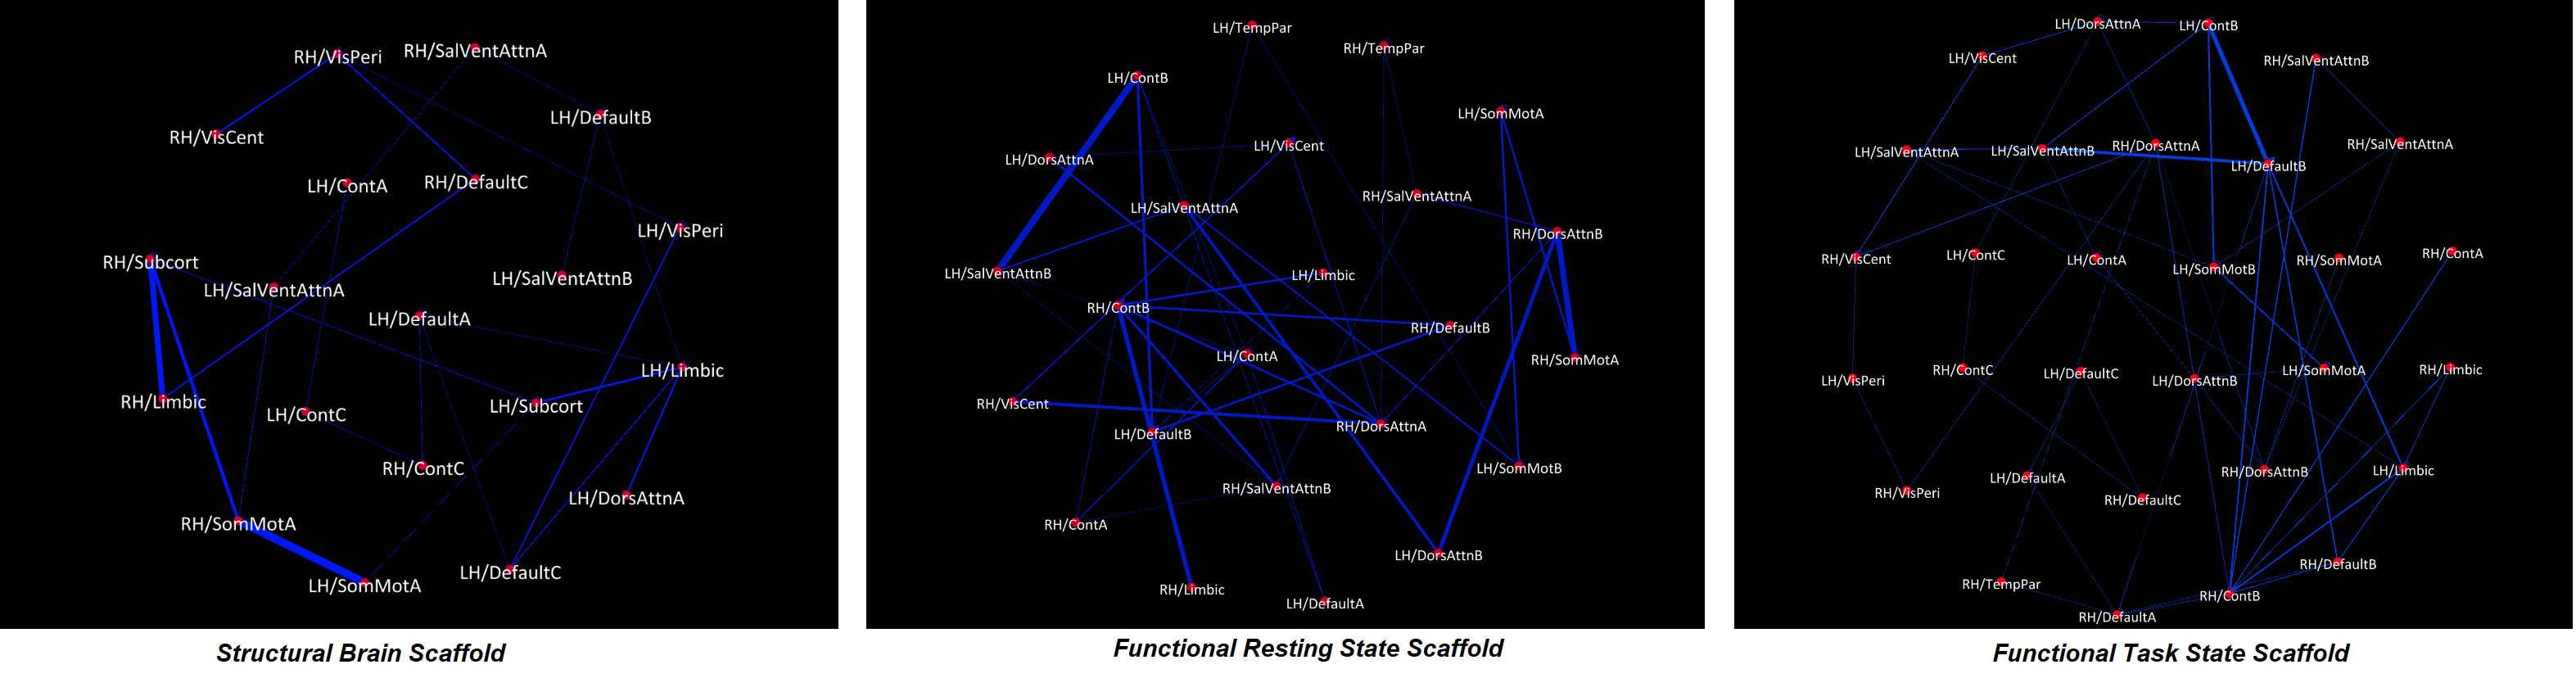 RH/VisPeri
RH/SalVentAttnA
LH/DefaultB
RH/VisCent
LH/ContA
RH/DefaultC
LH/VisPeri
RH/Subcort
LH/SalVentAttnA
LH/SalVentAttnB
LH/DefaultA
LH/Limbic
RH/Limbic
LH/ContC
LH/Subcort
RH/ContC
LH/DorsAttnA
RH/SomMotA
LH/SomMotA
LH/DefaultC
Structural Brain Scaffold
LH/TempPar
RH/TempPar
LH/ContB
LH/SomMotA
LH/DorsAttnA
LH/VisCent
LH/SalVentAttnA
RH/SalVentAttnA
RH/DorsAttnB
LH/SalVentAttnB
LH/Limbic
RH/ContB
RH/DefaultB
LH/ContA
RH/SomMotA
RH/VisCent
LH/DefaultB
RH/DorsAttnA
LH/SomMotB
RH/SalVentAttnB
RH/ContA
LH/DorsAttnB
RH/Limbic
LH/DefaultA
Functional Resting State Scaffold
LH/DorsAttnA
LH/ContB
LH/VisCent
RH/SalVentAttnB
LH/SalVentAttnA
LH/SalVentAttnB
RH/DorsAttnA
LH/DefaultB
RH/SalVentAttnA
RH/VisCent
LH/ContC
LH/ContA
LH/SomMotB
RH/SomMotA
RH/ContA
LH/VisPeri
RH/ContC
LH/DefaultC
LH/DorsAttnB
LH/SomMotA
RH/Limbic
RH/VisPeri
LH/DefaultA
RH/DefaultC
RH/DorsAttnB
LH/Limbic
RH/TempPar
RH/DefaultA
RH/ContB
RH/DefaultB
Functional Task State Scaffold